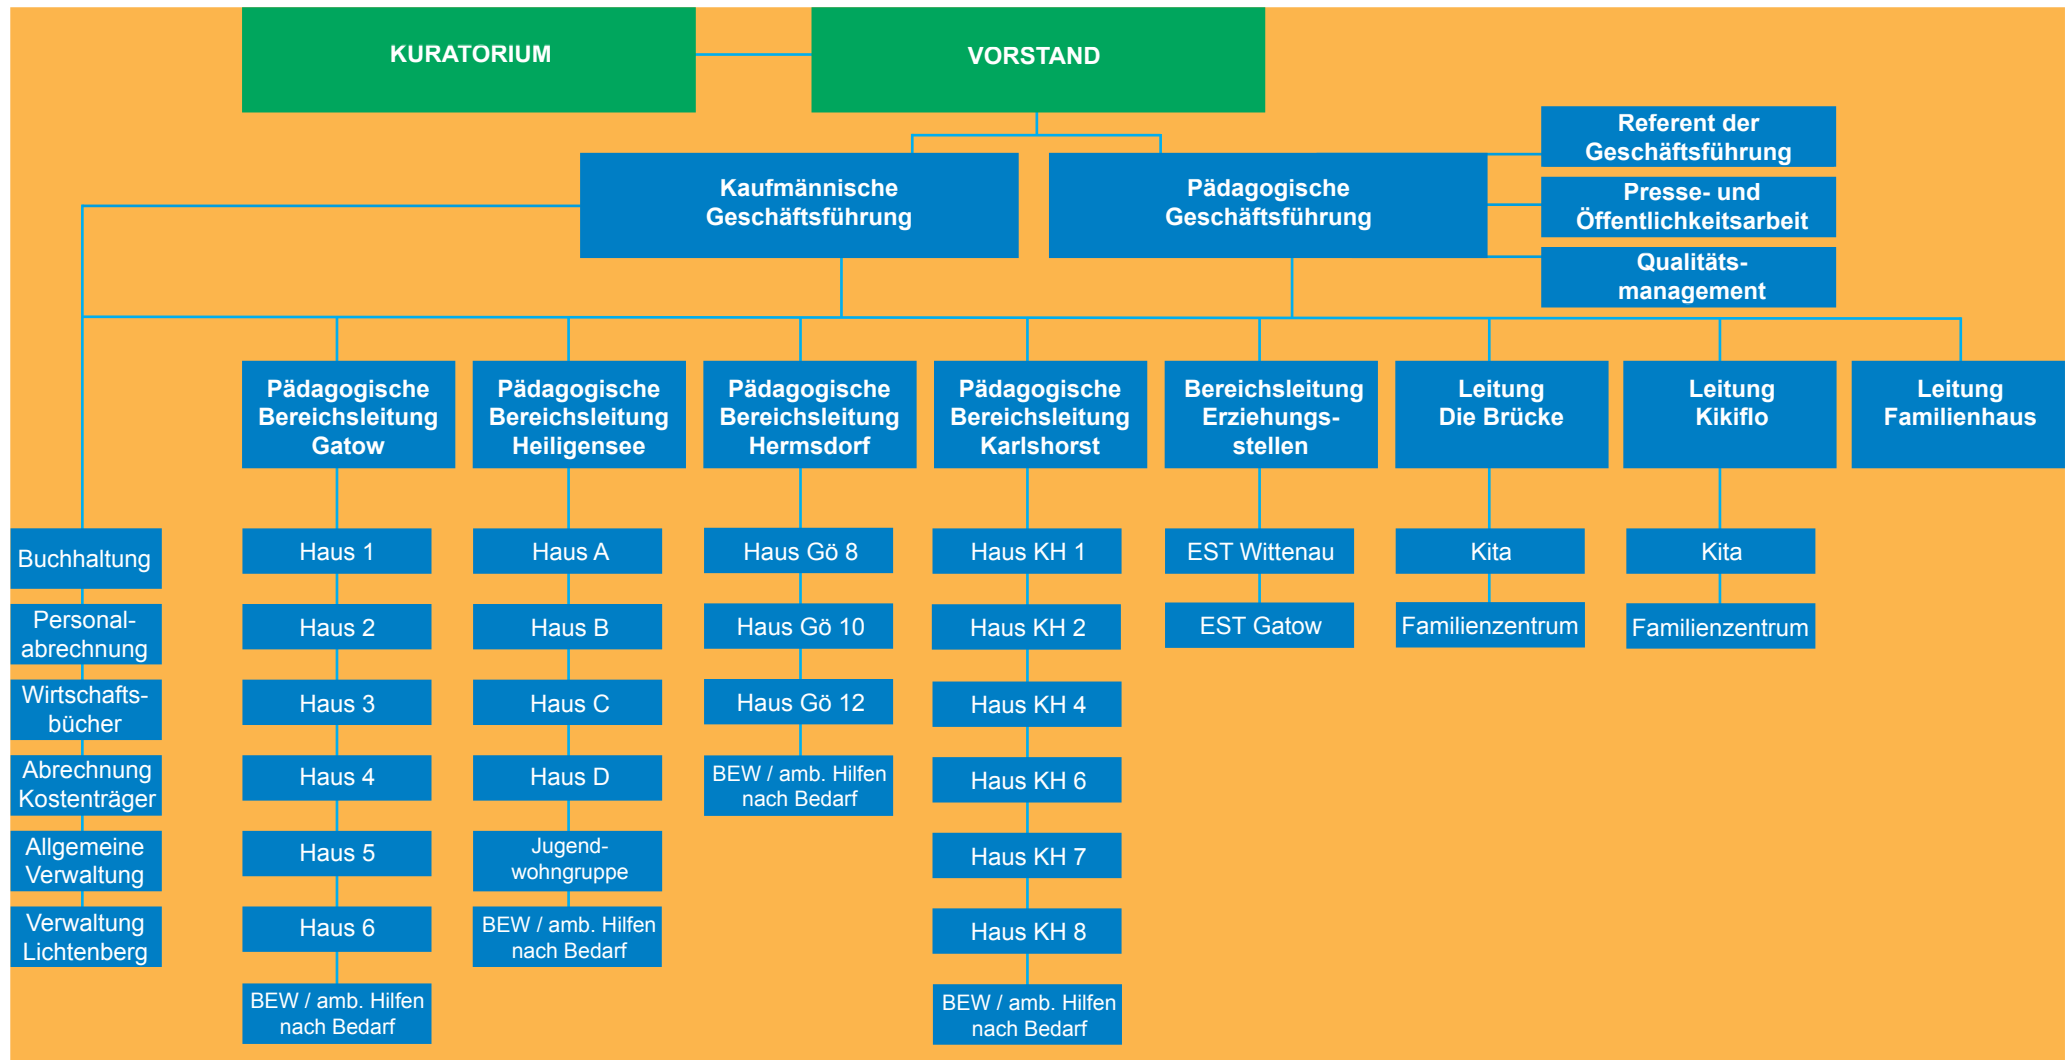 KURATORIUM
VORSTAND
Referent der
Geschäftsführung
Kaufmännische
Geschäftsführung
Pädagogische
Geschäftsführung
Presse- und
Öffentlichkeitsarbeit
Qualitäts-
management
Pädagogische
Bereichsleitung
Gatow
Pädagogische
Bereichsleitung
Heiligensee
Pädagogische
Bereichsleitung
Hermsdorf
Pädagogische
Bereichsleitung
Karlshorst
Bereichsleitung
Erziehungs-
stellen
Leitung
Die Brücke
Leitung
Kikiflo
Leitung
Familienhaus
Buchhaltung
Personal-
abrechnung
Wirtschafts-
bücher
Abrechnung
Kostenträger
Allgemeine
Verwaltung
Verwaltung
Lichtenberg
Haus 1
Haus 2
Haus 3
Haus 4
Haus 5
Haus 6
BEW / amb. Hilfen
nach Bedarf
Haus A
Haus B
Haus C
Haus D
Jugend-
wohngruppe
BEW / amb. Hilfen
nach Bedarf
Haus Gö 8
Haus Gö 10
Haus Gö 12
BEW / amb. Hilfen
nach Bedarf
Haus KH 1
Haus KH 2
Haus KH 4
Haus KH 6
Haus KH 7
Haus KH 8
BEW / amb. Hilfen
nach Bedarf
EST Wittenau
EST Gatow
Kita
Familienzentrum
Kita
Familienzentrum